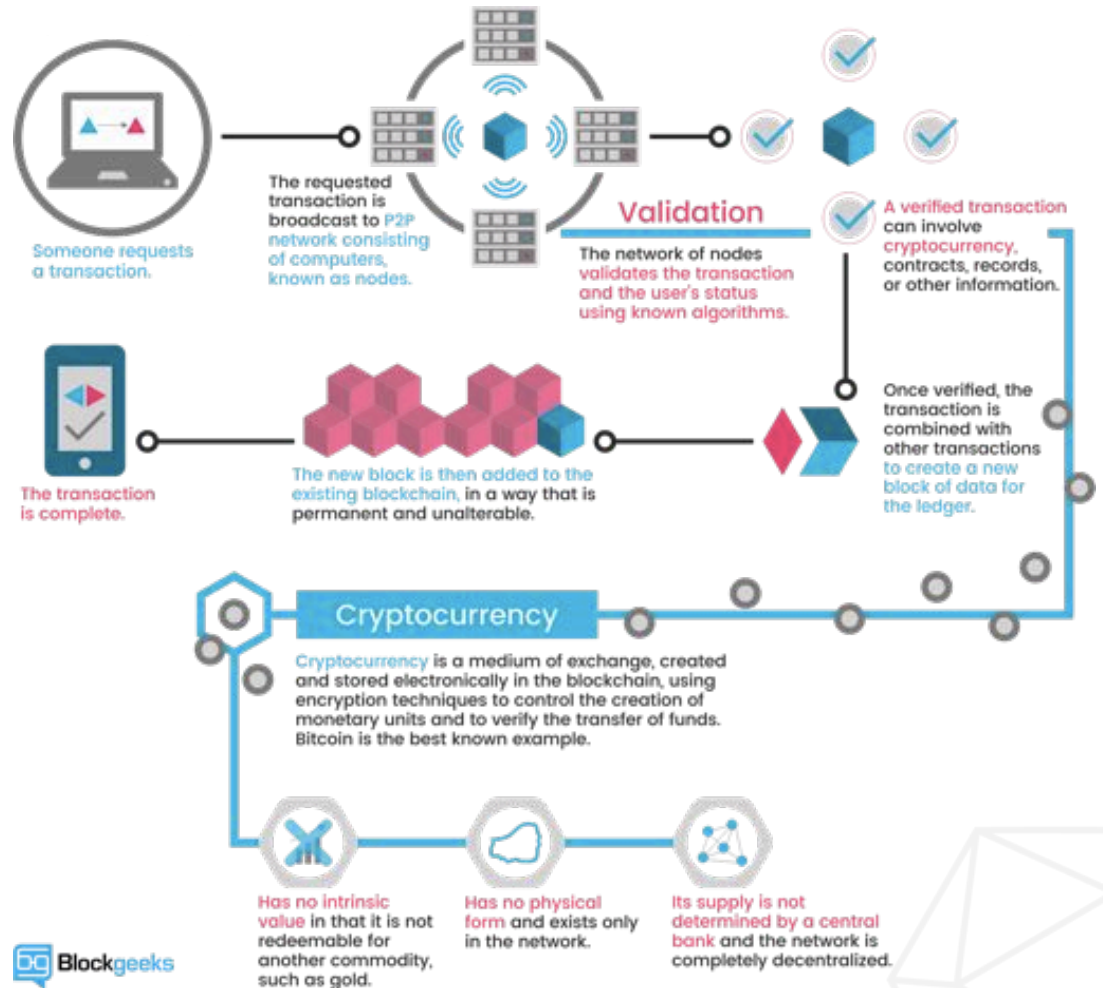 Someone requests
a transaction.
The requested
transaction is
broadcast to P2P
network consisting
of computers,
known as nodes.
Validation
The network of nodes
validates the transaction
and the user's status
using known algorithms.
A verified transaction
can involve
cryptocurrency,
contracts, records,
or other information.
Once verified, the
transaction is
combined with
other transactions
to create a new
block of data for
the ledger.
The new block is then added to the
existing blockchain, in a way that is
permanent and unalterable.
The transaction
is complete.
Cryptocurrency
Cryptocurrency is a medium of exchange, created
and stored electronically in the blockchain, using
encryption techniques to control the creation of
monetary units and to verify the transfer of funds.
Bitcoin is the best known example.
Has no intrinsic
value in that it is not
redeemable for
another commodity,
such as gold.
Has no physical
form and exists only
in the network.
Its supply is not
determined by a central
bank and the network is
completely decentralized.
bg Blockgeeks